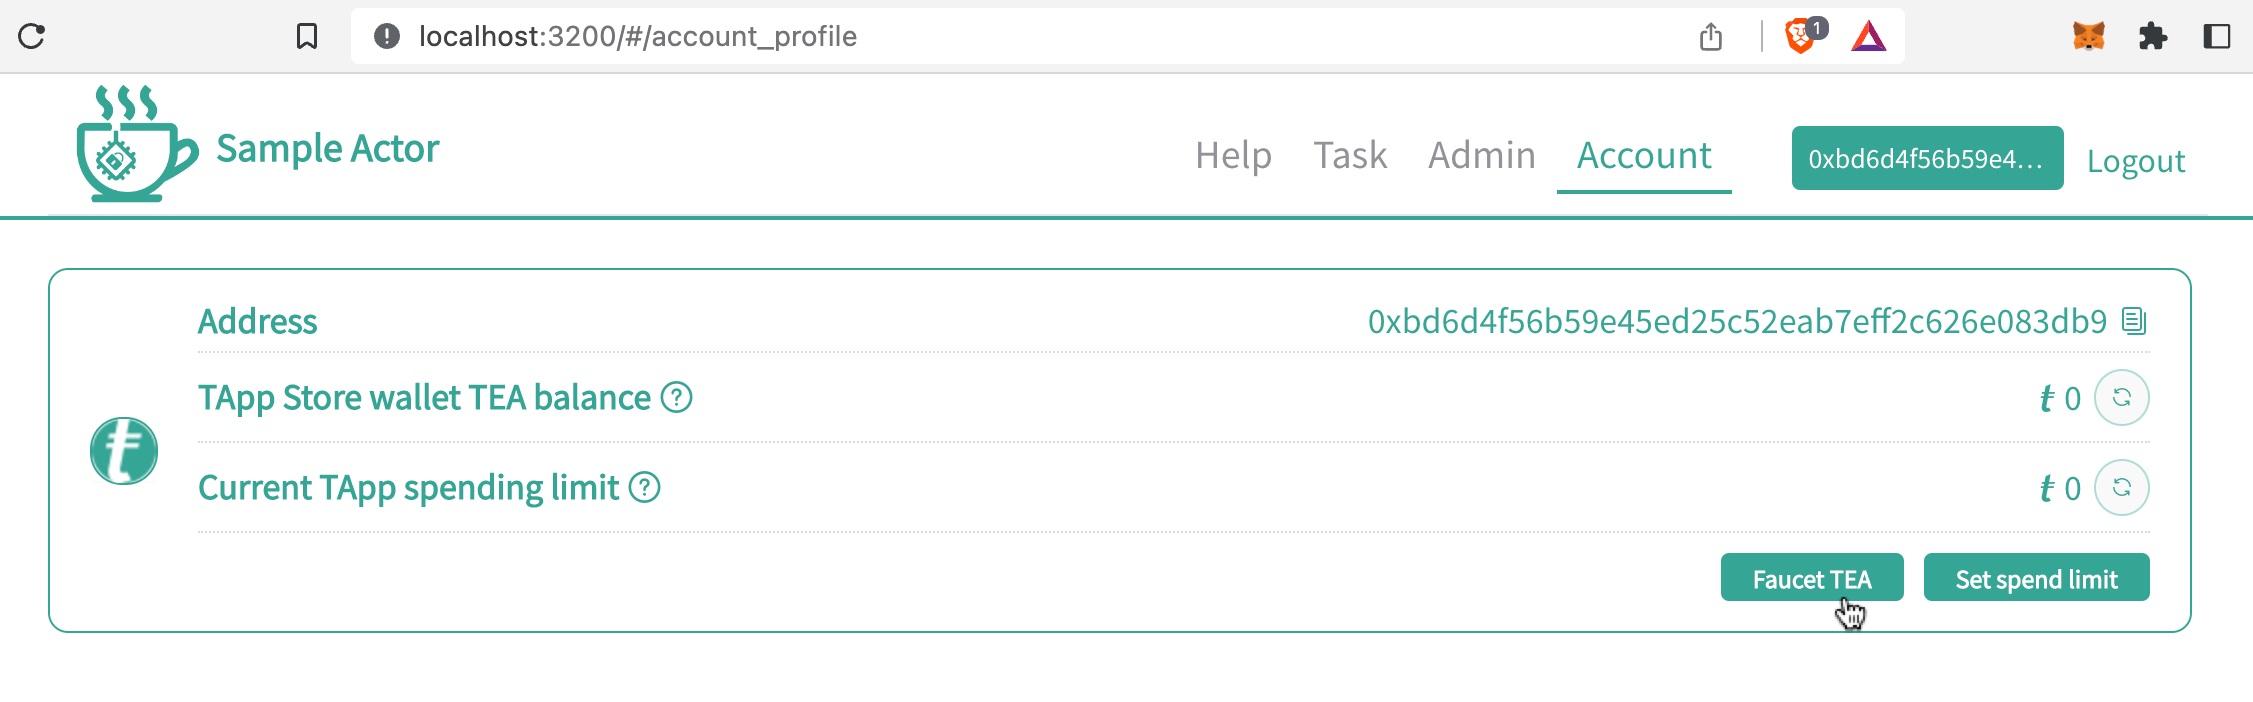 localhost:3200/#/account_profile
1
Sample Actor
Help Task Admin Account 0xbd6d4f56b59e4... Logout
Address 0xbd6d4f56b59e45ed25c52eab7eff2c626e083db9
TApp Store wallet TEA balance ? ŧ 0
Current TApp spending limit ? ŧ 0
Faucet TEA Set spend limit